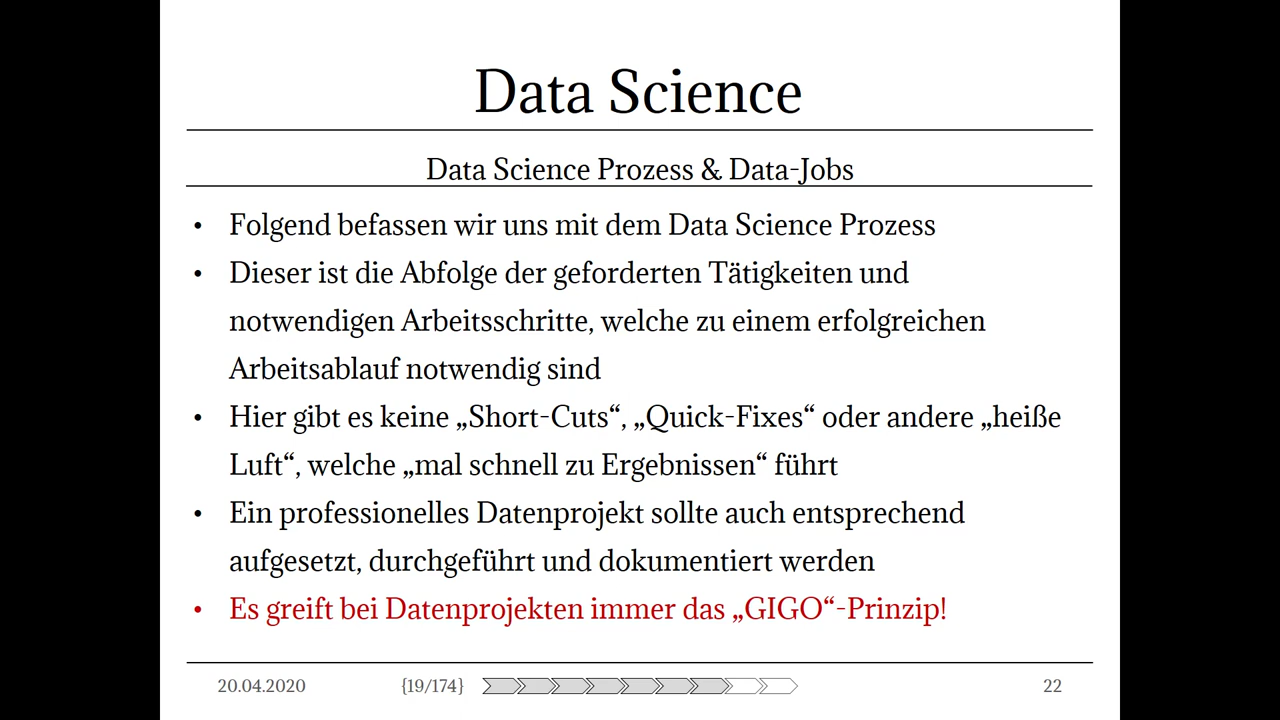 Data Science
Data Science Prozess & Data-Jobs
• Folgend befassen wir uns mit dem Data Science Prozess
• Dieser ist die Abfolge der geforderten Tätigkeiten und
notwendigen Arbeitsschritte, welche zu einem erfolgreichen
Arbeitsablauf notwendig sind
• Hier gibt es keine „Short-Cuts“, „Quick-Fixes“ oder andere „heiße
Luft“, welche „mal schnell zu Ergebnissen“ führt
• Ein professionelles Datenprojekt sollte auch entsprechend
aufgesetzt, durchgeführt und dokumentiert werden
• Es greift bei Datenprojekten immer das „GIGO“-Prinzip!
20.04.2020 {19/174} 22